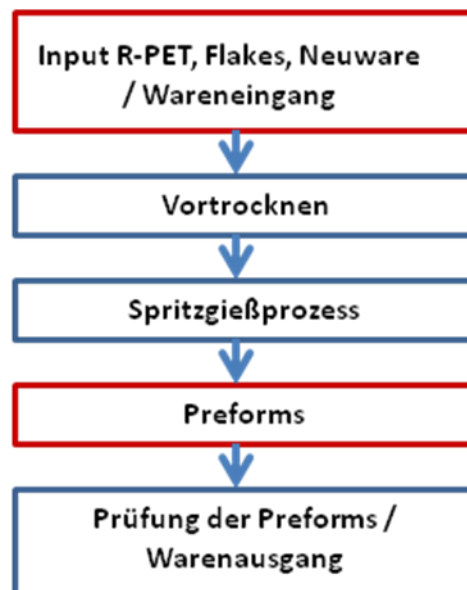 Input R-PET, Flakes, Neuware
/ Wareneingang
Vortrocknen
Spritzgießprozess
Preforms
Prüfung der Preforms /
Warenausgang